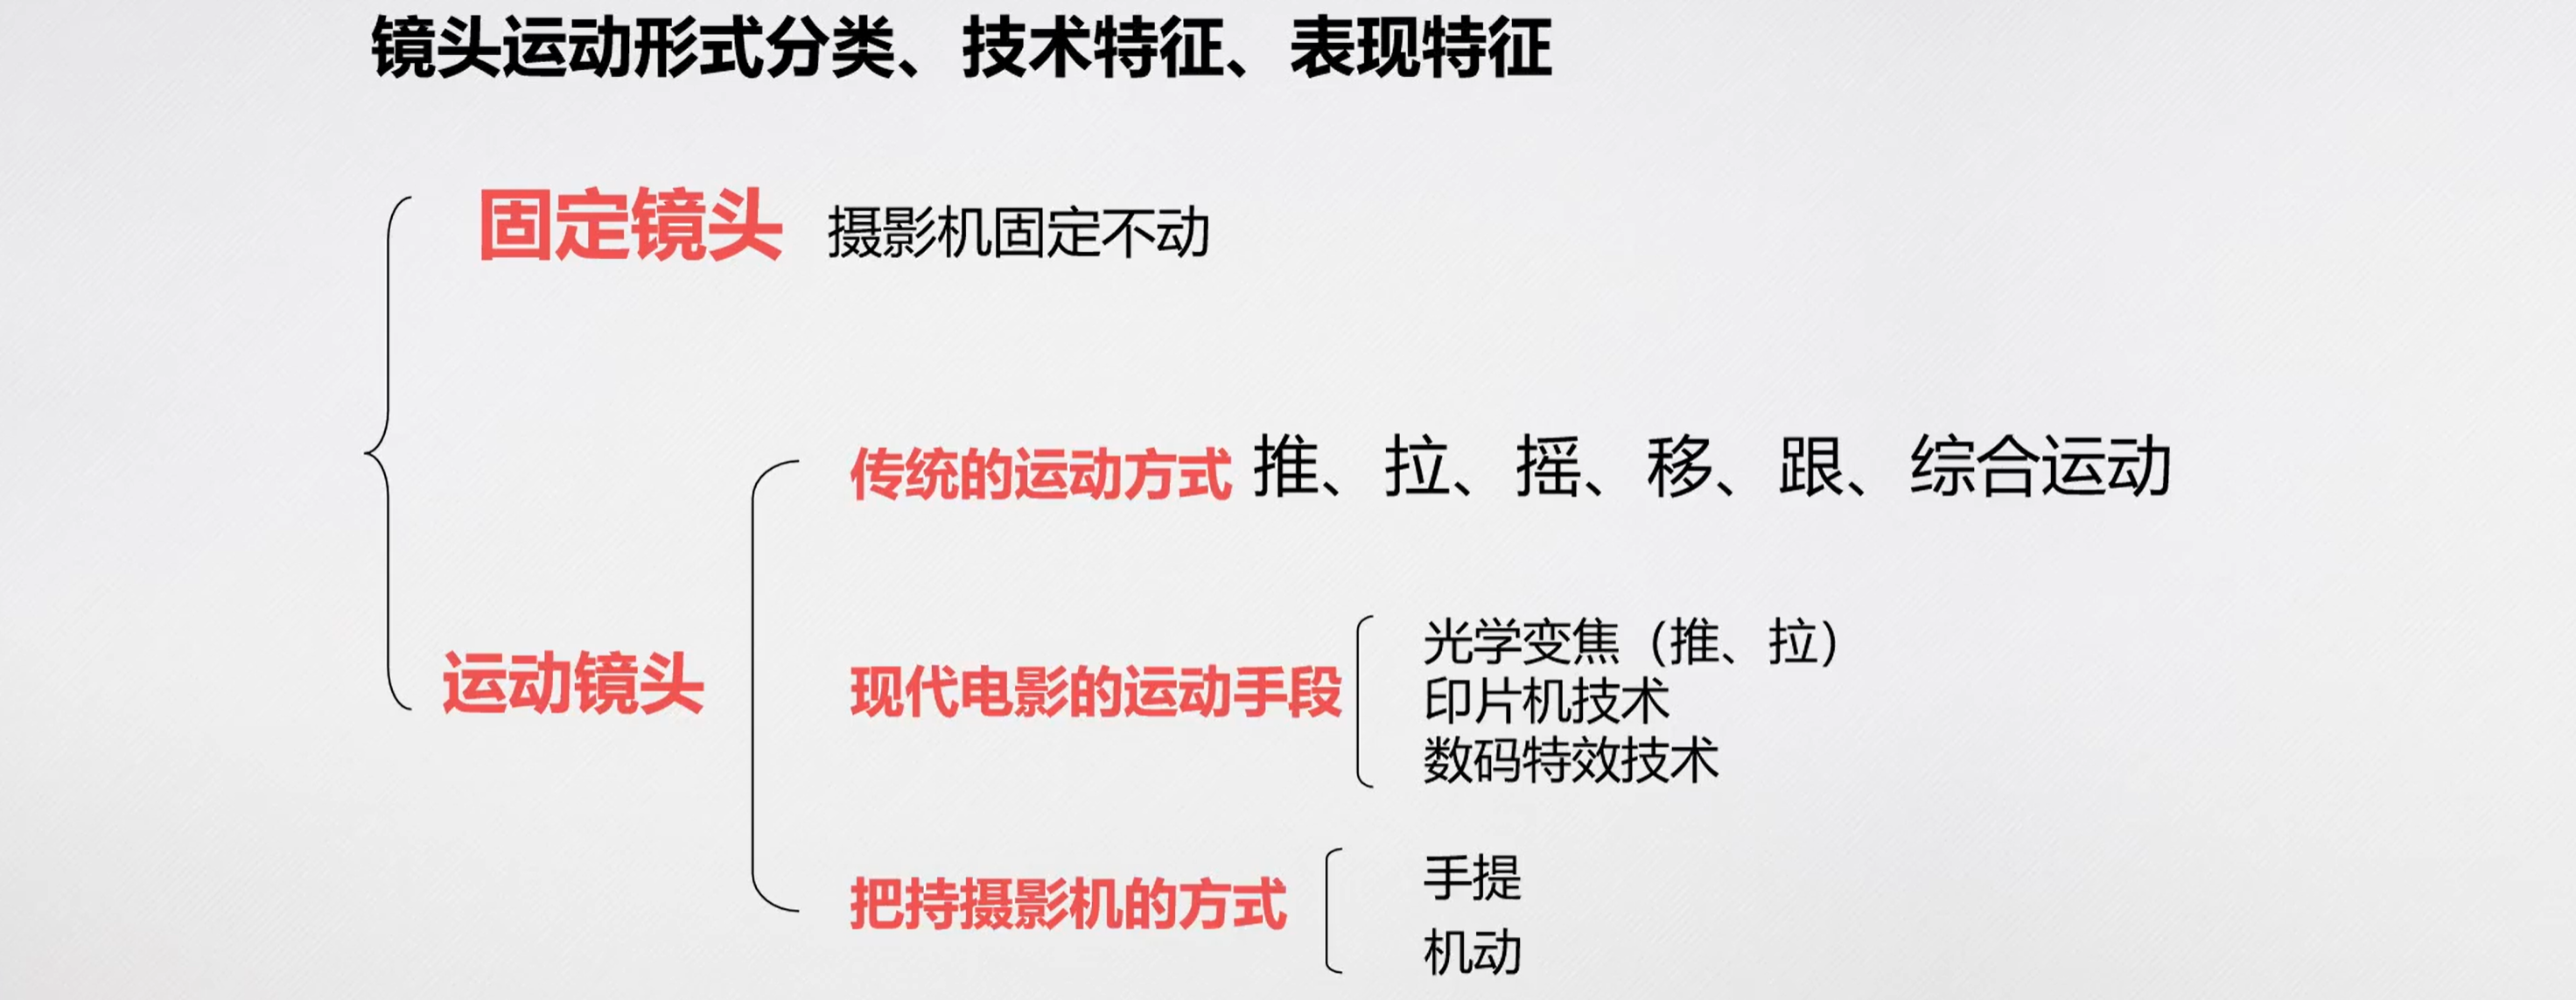 镜头运动形式分类、技术特征、表现特征
固定镜头 摄影机固定不动
传统的运动方式 推、拉、摇、移、跟、综合运动
运动镜头
现代电影的运动手段
光学变焦（推、拉）
印片机技术
数码特效技术
把持摄影机的方式
手提
机动